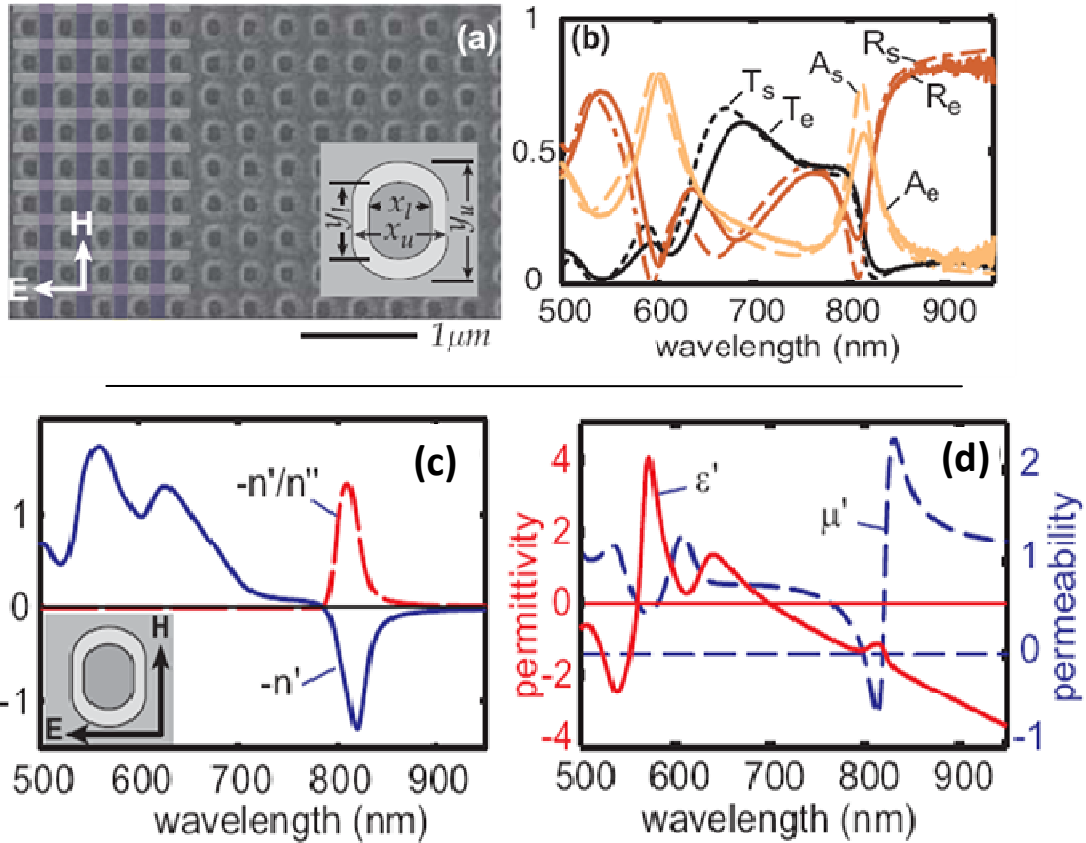 (a)
H
E
x_l
x_u
y_l
y_u
1μm
(b)
1
0.5
0
T_s
T_e
A_s
A_e
R_s
R_e
500 600 700 800 900
wavelength (nm)
(c)
1
0
-1
-n'/n''
-n'
H
E
500 600 700 800 900
wavelength (nm)
(d)
permittivity
4
2
0
-2
-4
ε'
μ'
2
1
0
-1
permeability
500 600 700 800 900
wavelength (nm)